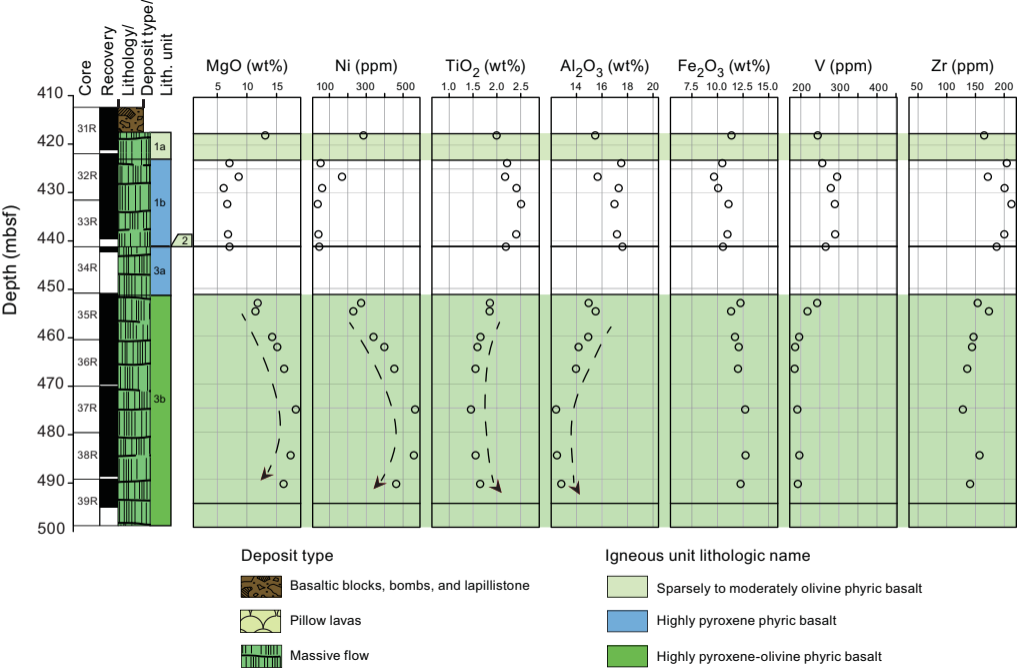 Depth (mbsf)
Core
Recovery
Lithology/
Deposit type/
Lith. unit
MgO (wt%)
Ni (ppm)
TiO2 (wt%)
Al2O3 (wt%)
Fe2O3 (wt%)
V (ppm)
Zr (ppm)
5 10 15
100 300 500
1.0 1.5 2.0 2.5
14 16 18 20
7.5 10.0 12.5 15.0
200 300 400
50 100 150 200
410
420
430
440
450
460
470
480
490
500
31R
32R
33R
34R
35R
36R
37R
38R
39R
1a
1b
2
3a
3b
Deposit type
Basaltic blocks, bombs, and lapillistone
Pillow lavas
Massive flow
Igneous unit lithologic name
Sparsely to moderately olivine phyric basalt
Highly pyroxene phyric basalt
Highly pyroxene-olivine phyric basalt